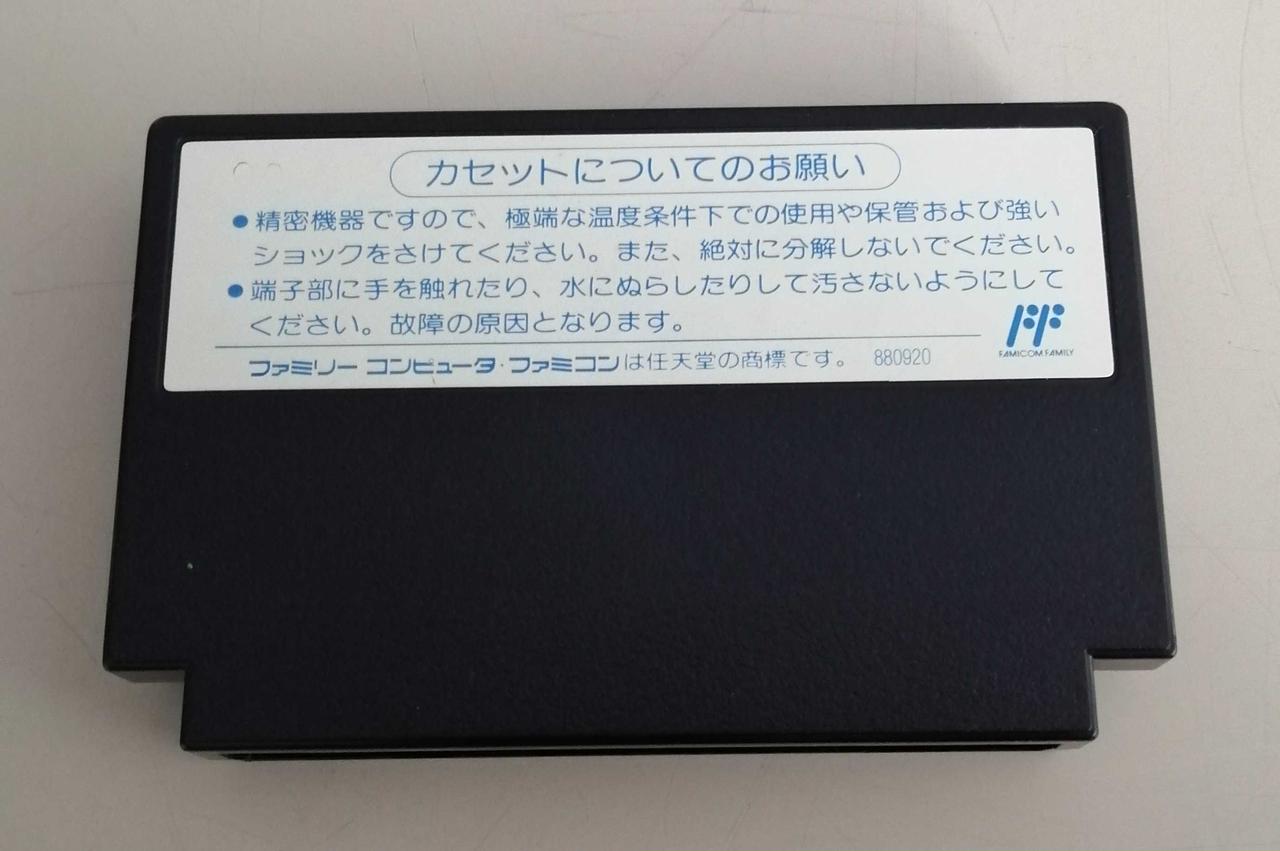 カセットについてのお願い
●精密機器ですので、極端な温度条件下での使用や保管および強い
ショックをさけてください。また、絶対に分解しないでください。
●端子部に手を触れたり、水にぬらしたりして汚さないようにして
ください。故障の原因となります。
FF
FAMICOM FAMILY
ファミリー コンピュータ・ファミコンは任天堂の商標です。 880920